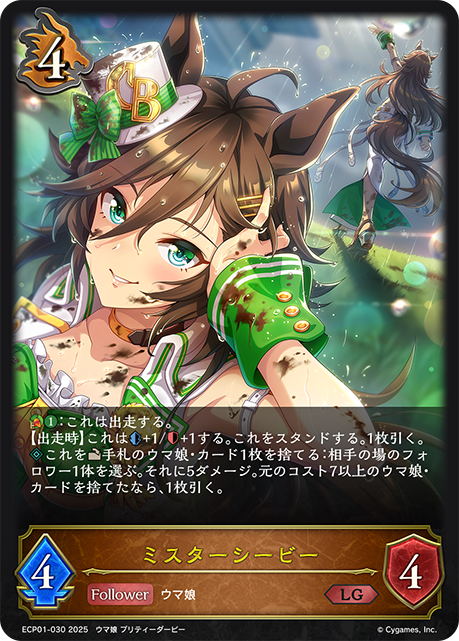 4
CB
①:これは出走する。
【出走時】これは+1/+1する。これをスタンドする。1枚引く。
これを手札のウマ娘・カード1枚を捨てる:相手の場のフォ
ロワー1体を選ぶ。それに5ダメージ。元のコスト7以上のウマ娘・
カードを捨てたなら、1枚引く。
ミスターシービー
4
Follower ウマ娘
LG
4
ECP01-030 2025 ウマ娘 プリティーダービー
© Cygames, Inc.